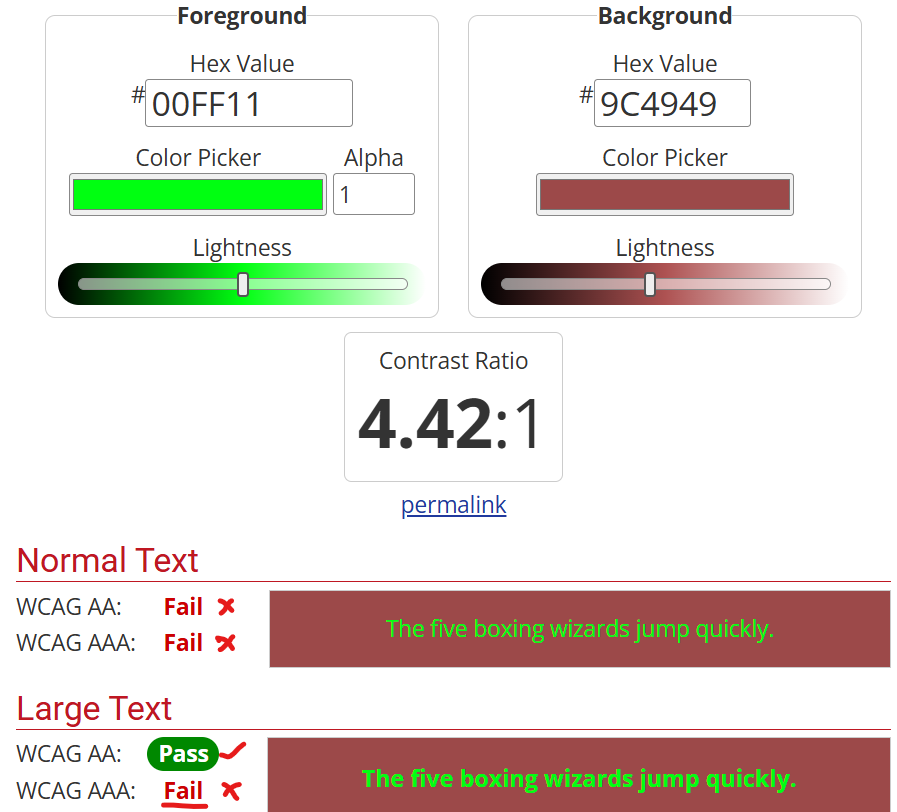 Foreground Background
Hex Value Hex Value
#00FF11 #9C4949
Color Picker Alpha Color Picker
1
Lightness Lightness
Contrast Ratio
4.42:1
permalink
Normal Text
WCAG AA: Fail
WCAG AAA: Fail
The five boxing wizards jump quickly.
Large Text
WCAG AA: Pass
WCAG AAA: Fail
The five boxing wizards jump quickly.